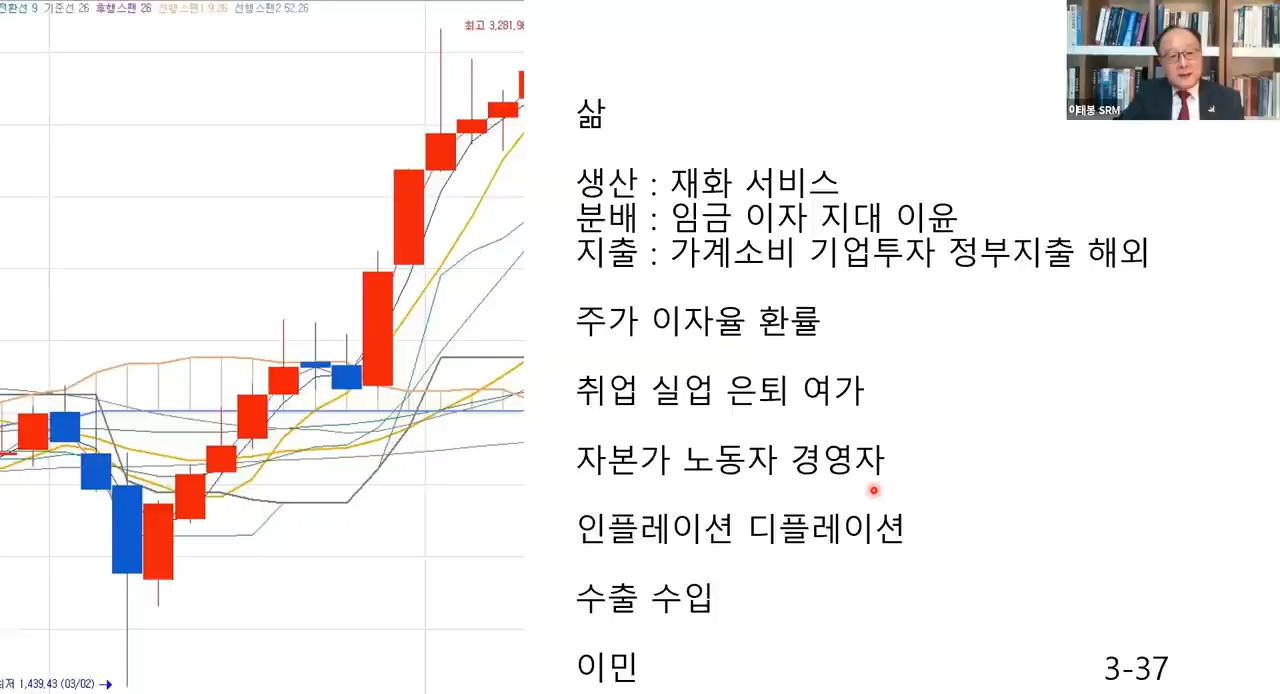 전환선 9 기준선 26 후행스팬 26 선행스팬1 9,26 선행스팬2 52,26
최고 3,281,9
이태봉 SRM
삶
생산 : 재화 서비스
분배 : 임금 이자 지대 이윤
지출 : 가계소비 기업투자 정부지출 해외
주가 이자율 환률
취업 실업 은퇴 여가
자본가 노동자 경영자
인플레이션 디플레이션
수출 수입
이민
최저 1,439,43 (03/02)
3-37